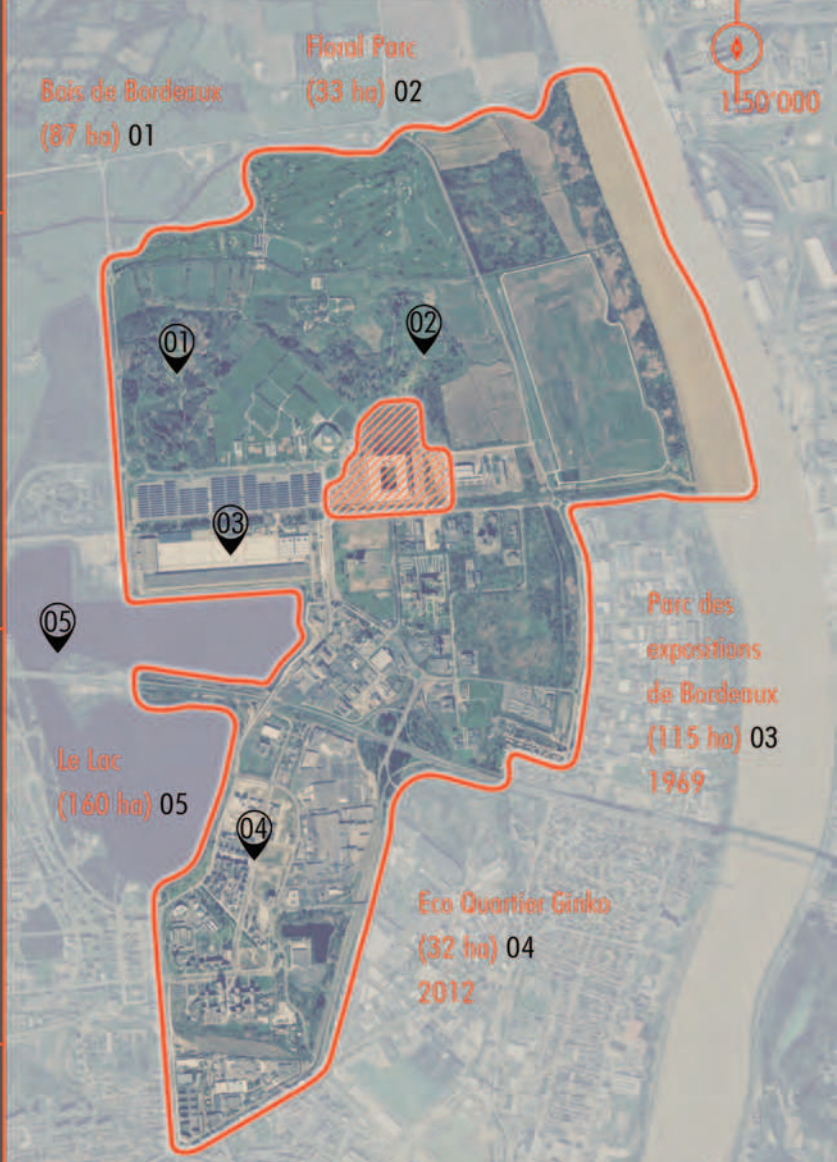 Floral Parc
(33 ha) 02
1:50'000
Bois de Bordeaux
(87 ha) 01
01
02
03
05
Parc des
expositions
de Bordeaux
(115 ha) 03
1969
Le Lac
(160 ha) 05
04
Eco Quartier Ginko
(32 ha) 04
2012